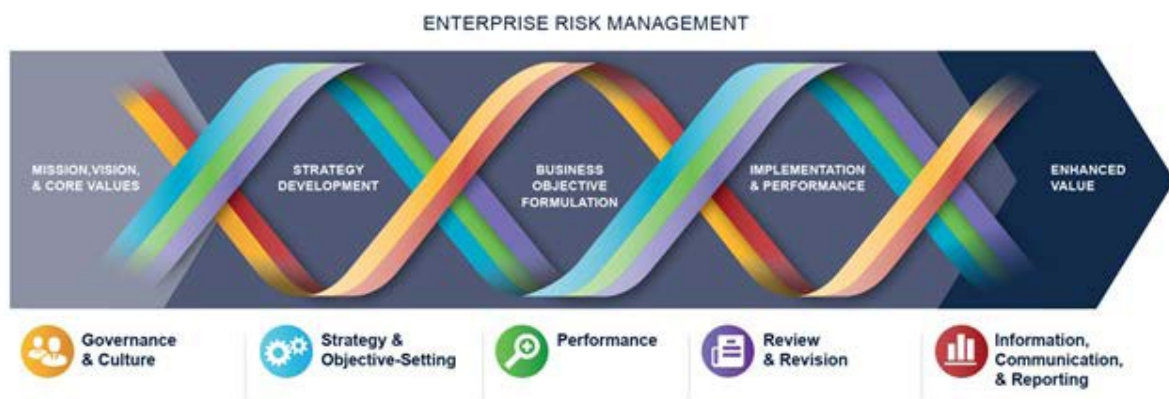 ENTERPRISE RISK MANAGEMENT
MISSION,VISION,
& CORE VALUES
STRATEGY
DEVELOPMENT
BUSINESS
OBJECTIVE
FORMULATION
IMPLEMENTATION
& PERFORMANCE
ENHANCED
VALUE
Governance
& Culture
Strategy &
Objective-Setting
Performance
Review
& Revision
Information,
Communication,
& Reporting